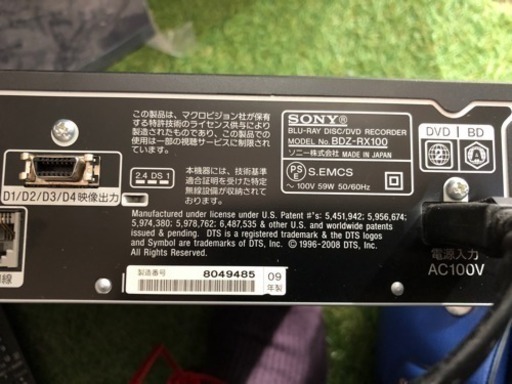 この製品は、マクロビジョン社が保有
する特許技術のライセンス供与により
製造されたものであり、この製品での
使用は一部の視聴サービスに制限され
ています。
2.4 DS 1
本機器には、技術基準
適合証明を受けた特定
無線設備が収納されて
おります。
SONY®
BLU-RAY DISC/DVD RECORDER
MODEL No. BDZ-RX100
ソニー株式会社 MADE IN JAPAN
PS
E
S.EMCS
100V 59W 50/60Hz
DVD
BD
2
A
D1/D2/D3/D4映像出力
Manufactured under license under U.S. Patent #'s: 5,451,942; 5,956,674;
5,974,380; 5,978,762; 6,487,535 & other U.S. and worldwide patents
issued & pending. DTS is a registered trademark & the DTS logos
and Symbol are trademarks of DTS, Inc. © 1996-2008 DTS, Inc.
All Rights Reserved.
電源入力
AC100V
線
製造番号
8049485
09
年製